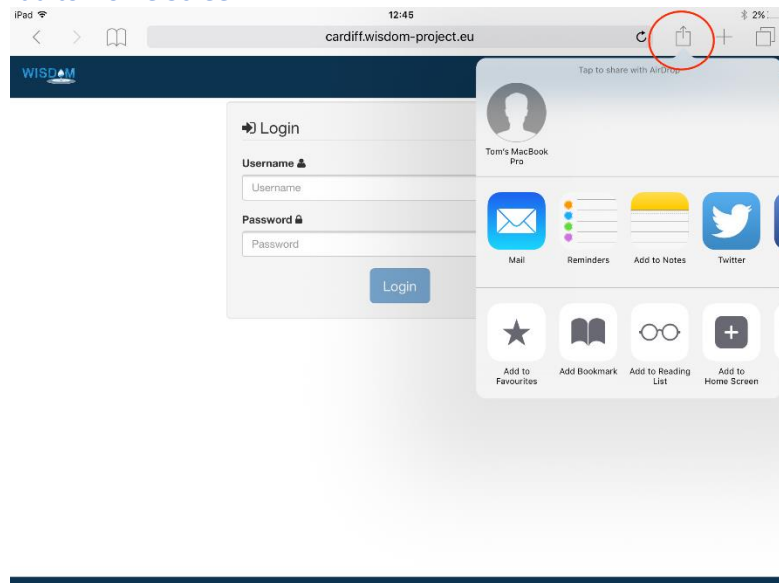 iPad 12:45 2%
cardiff.wisdom-project.eu
WISDOM
Tap to share with AirDrop
Tom's MacBook
Pro
Login
Username
Username
Password
Password
Login
Mail Reminders Add to Notes Twitter
Add to
Favourites
Add Bookmark
Add to Reading
List
Add to
Home Screen